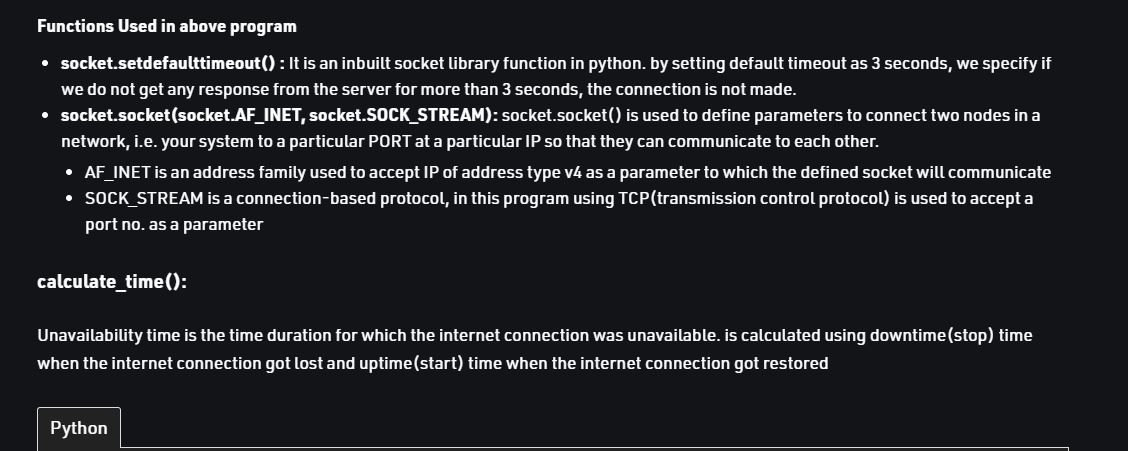 Functions Used in above program
• socket.setdefaulttimeout() : It is an inbuilt socket library function in python. by setting default timeout as 3 seconds, we specify if
we do not get any response from the server for more than 3 seconds, the connection is not made.
• socket.socket(socket.AF_INET, socket.SOCK_STREAM): socket.socket() is used to define parameters to connect two nodes in a
network, i.e. your system to a particular PORT at a particular IP so that they can communicate to each other.
• AF_INET is an address family used to accept IP of address type v4 as a parameter to which the defined socket will communicate
• SOCK_STREAM is a connection-based protocol, in this program using TCP(transmission control protocol) is used to accept a
port no. as a parameter
calculate_time():
Unavailability time is the time duration for which the internet connection was unavailable. is calculated using downtime(stop) time
when the internet connection got lost and uptime(start) time when the internet connection got restored
Python